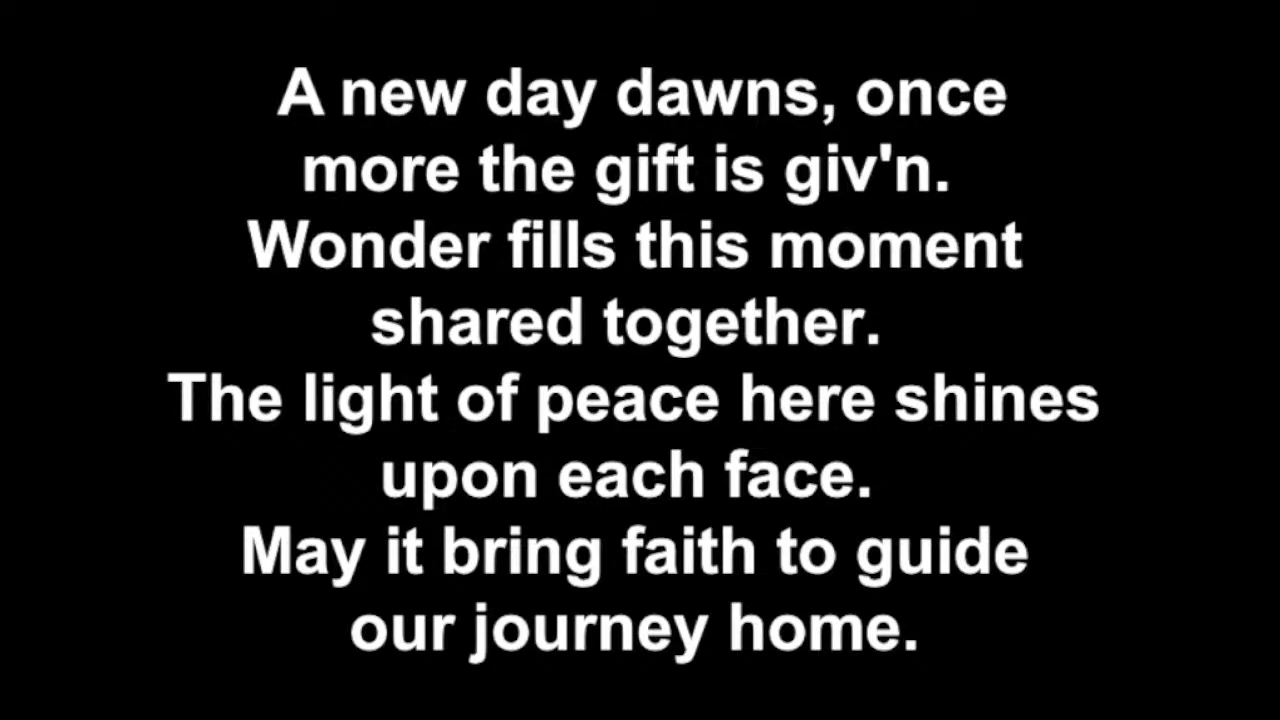 A new day dawns, once
more the gift is giv'n.
Wonder fills this moment
shared together.
The light of peace here shines
upon each face.
May it bring faith to guide
our journey home.